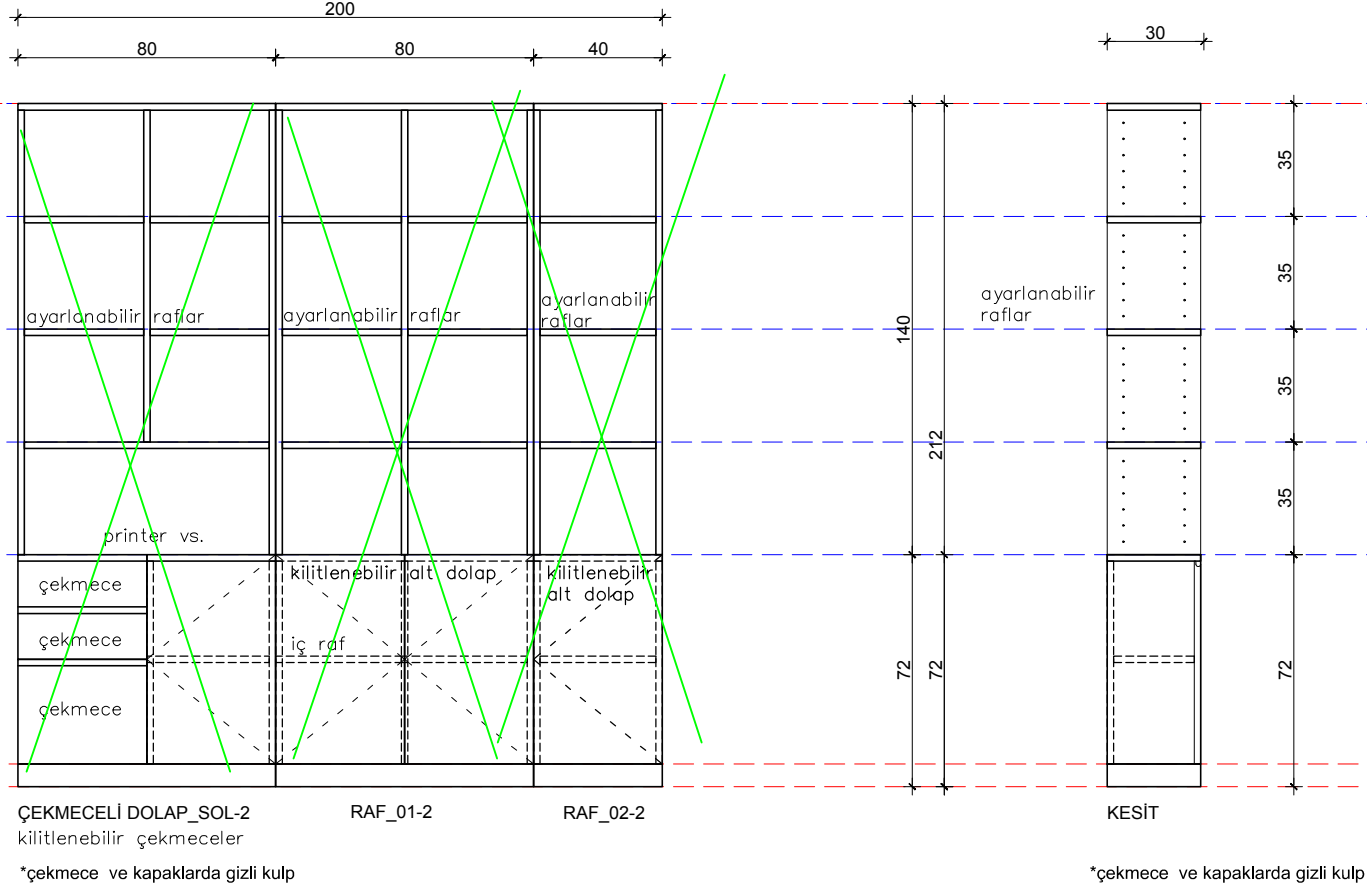 200
80
80
40
30
ayarlanabilir raflar
ayarlanabilir raflar
ayarlanabilir
raflar
ayarlanabilir
raflar
35
35
35
35
72
140
212
72
72
printer vs.
çekmece
çekmece
çekmece
kilitlenebilir alt dolap
iç raf
kilitlenebilir
alt dolap
ÇEKMECELİ DOLAP_SOL-2
kilitlenebilir çekmeceler
RAF_01-2
RAF_02-2
KESİT
*çekmece ve kapaklarda gizli kulp
*çekmece ve kapaklarda gizli kulp